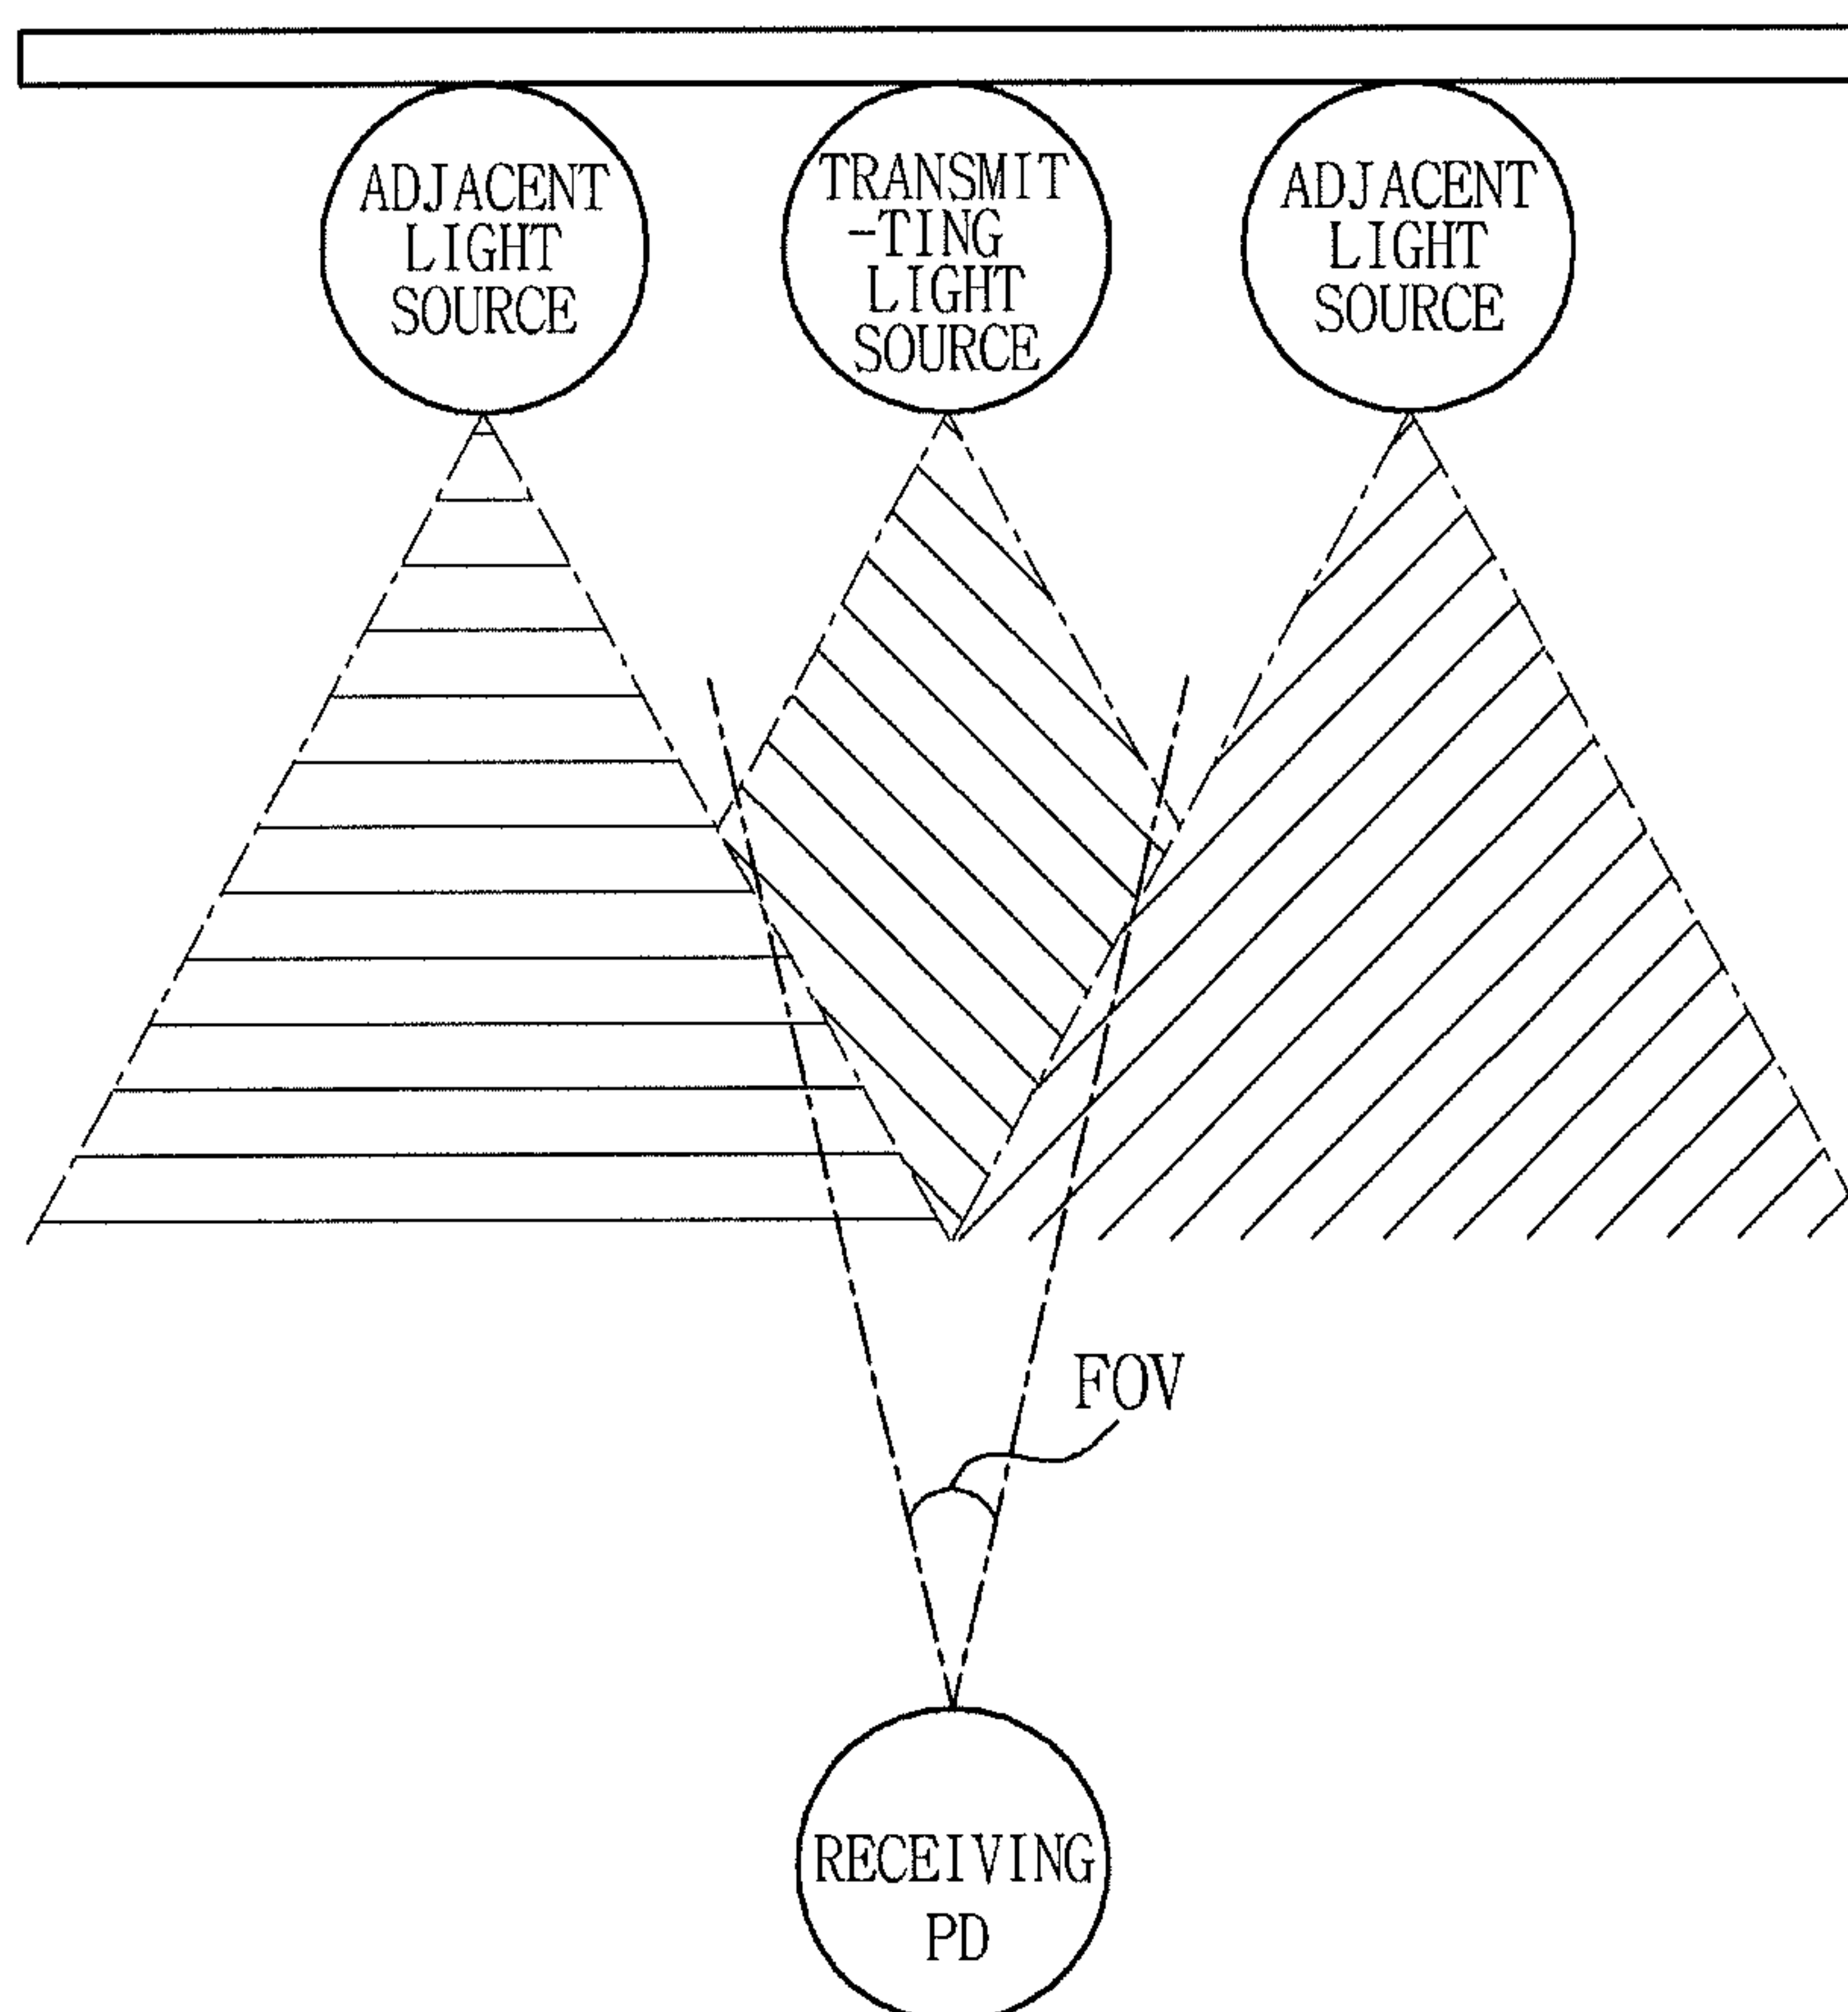 ADJACENT
LIGHT
SOURCE
TRANSMIT
-TING
LIGHT
SOURCE
ADJACENT
LIGHT
SOURCE
FOV
RECEIVING
PD